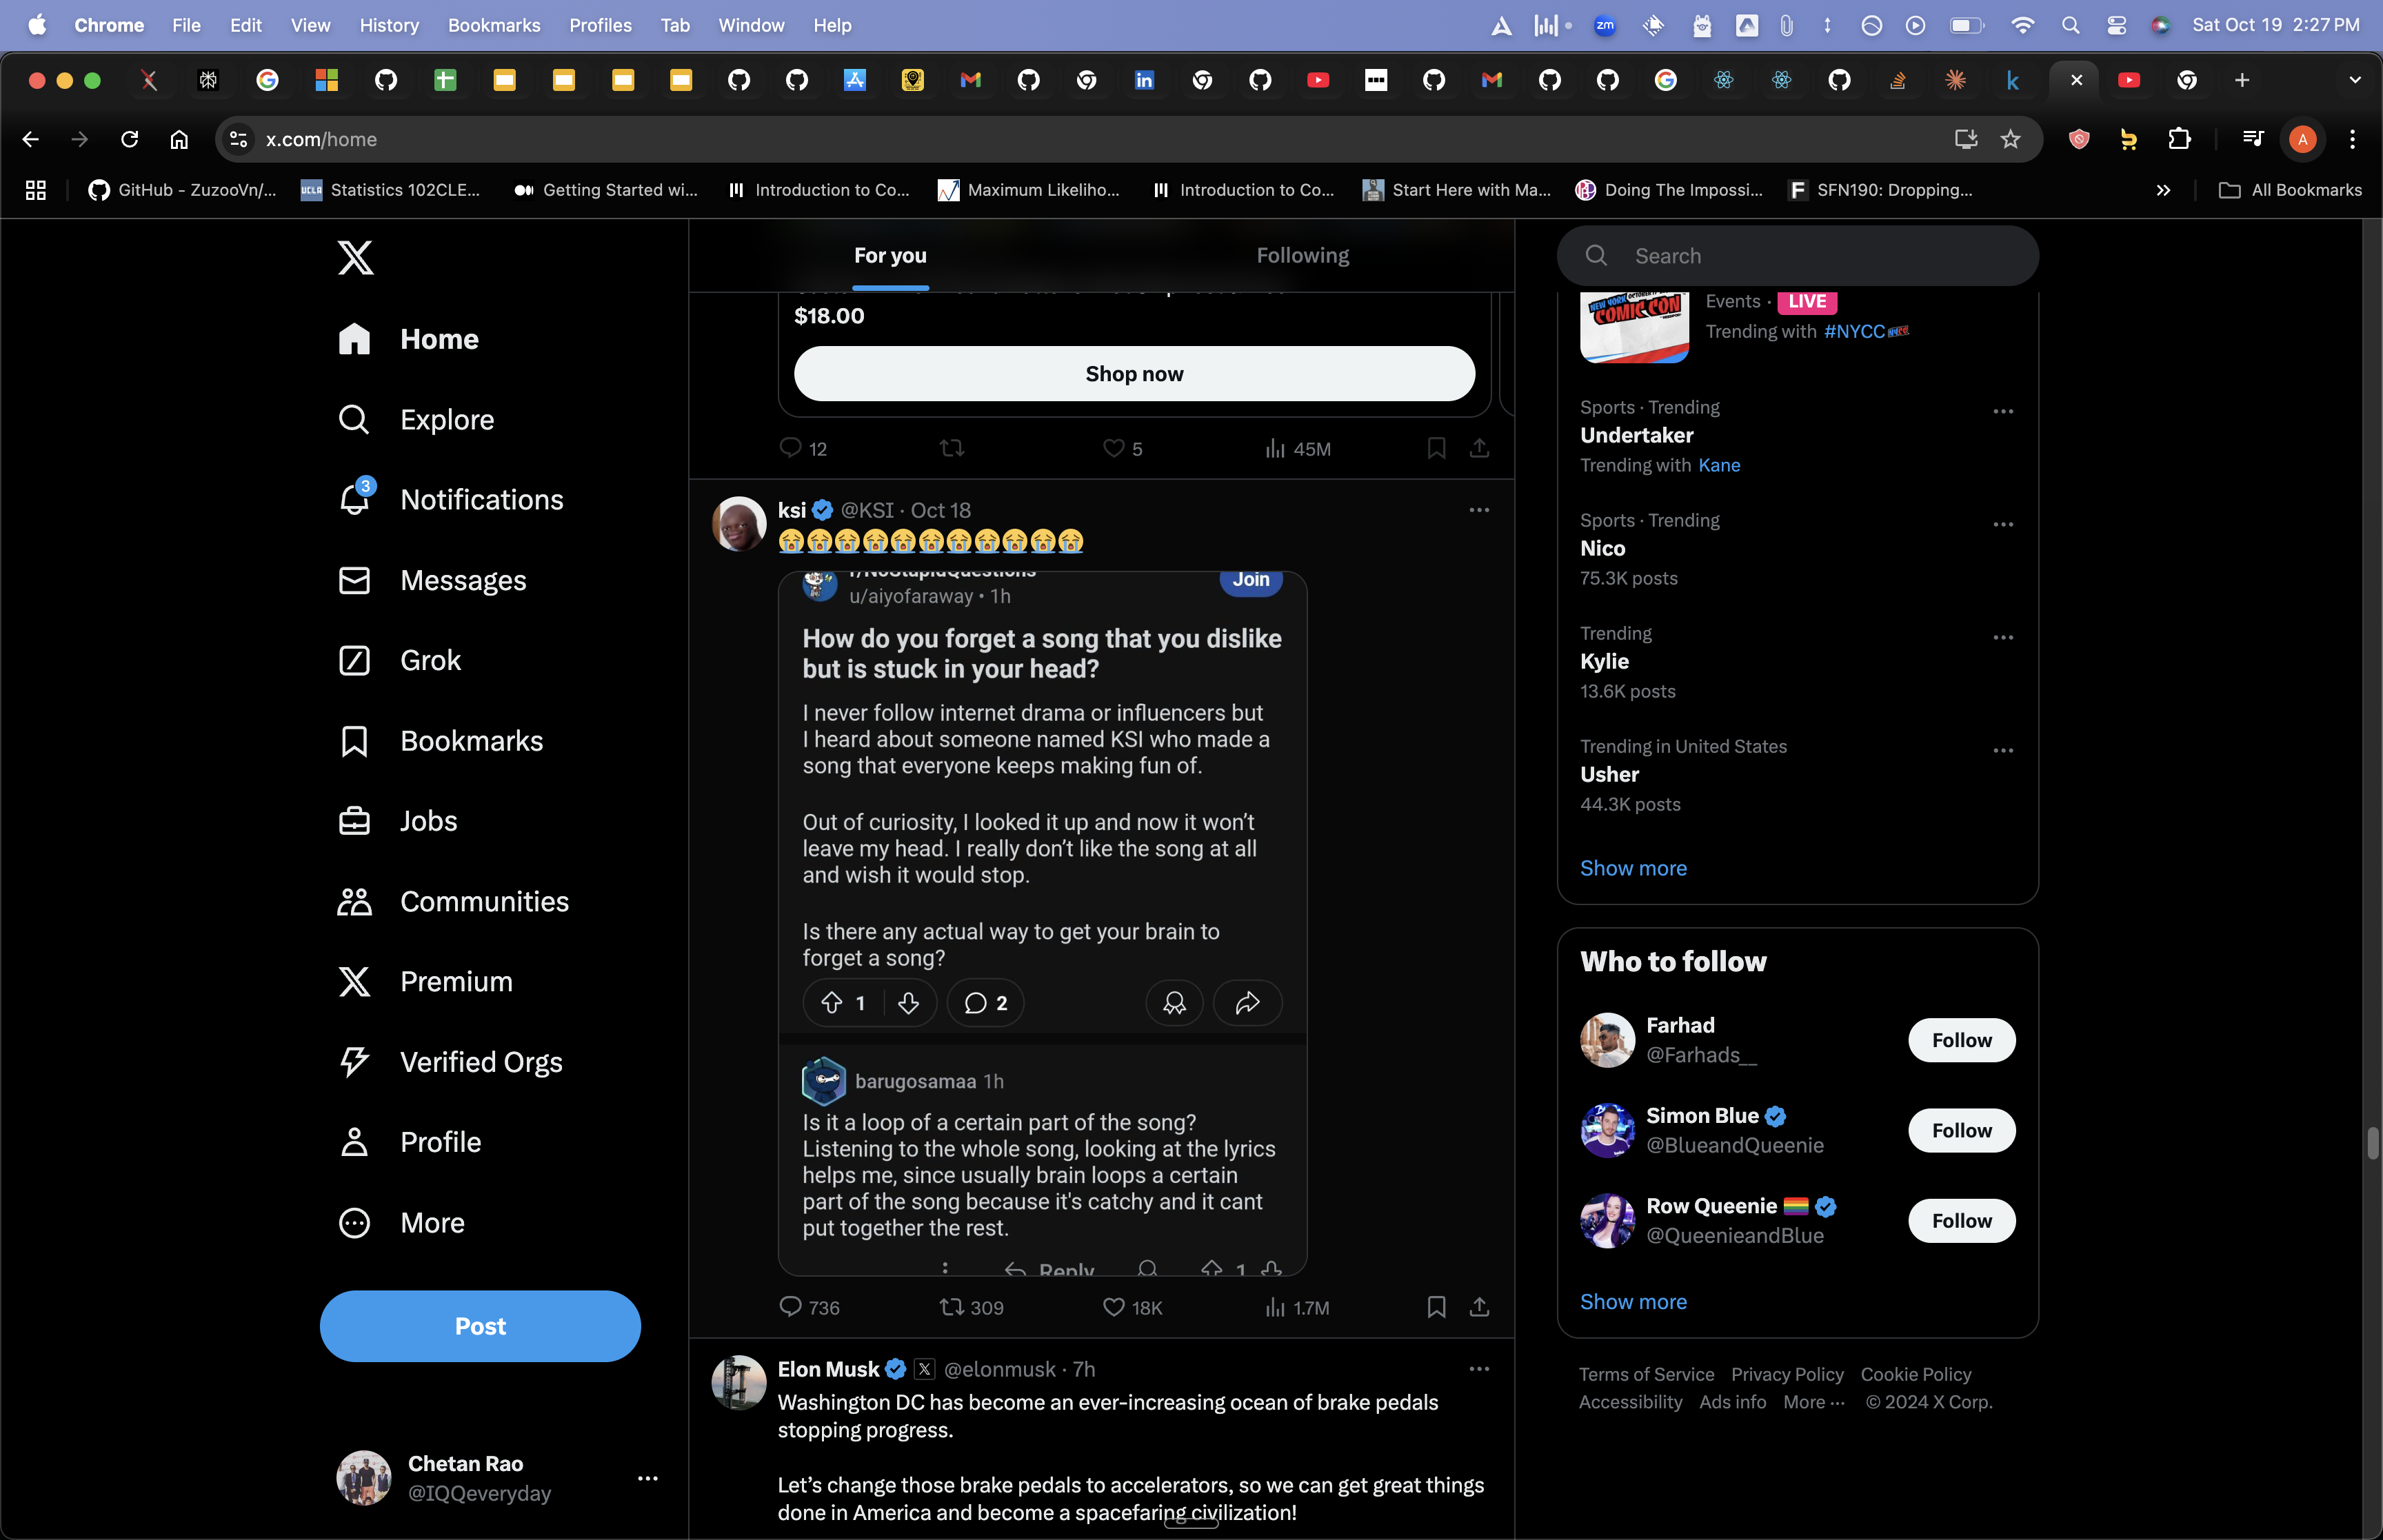 Chrome File Edit View History Bookmarks Profiles Tab Window Help
zm
Sat Oct 19 2:27 PM
x.com/home
A
GitHub - ZuzooVn/...
UCLA Statistics 102CLE...
Getting Started wi...
Introduction to Co...
Maximum Likeliho...
Introduction to Co...
Start Here with Ma...
Doing The Impossi...
F SFN190: Dropping...
All Bookmarks
Home
Explore
3
Notifications
Messages
Grok
Bookmarks
Jobs
Communities
Premium
Verified Orgs
Profile
More
Post
Chetan Rao
@IQQeveryday
For you
Following
$18.00
Shop now
12 5 45M
ksi @KSI · Oct 18
😭😭😭😭😭😭😭😭😭😭😭
r/NoStupidQuestions
Join
u/aiyofaraway • 1h
How do you forget a song that you dislike
but is stuck in your head?
I never follow internet drama or influencers but
I heard about someone named KSI who made a
song that everyone keeps making fun of.
Out of curiosity, I looked it up and now it won’t
leave my head. I really don’t like the song at all
and wish it would stop.
Is there any actual way to get your brain to
forget a song?
1 2
barugosamaa 1h
Is it a loop of a certain part of the song?
Listening to the whole song, looking at the lyrics
helps me, since usually brain loops a certain
part of the song because it's catchy and it cant
put together the rest.
Reply 1
736 309 18K 1.7M
Elon Musk @elonmusk · 7h
Washington DC has become an ever-increasing ocean of brake pedals
stopping progress.
Let’s change those brake pedals to accelerators, so we can get great things
done in America and become a spacefaring civilization!
Search
NEW YORK
COMIC CON
Events · LIVE
Trending with #NYCC
Sports · Trending
Undertaker
Trending with Kane
Sports · Trending
Nico
75.3K posts
Trending
Kylie
13.6K posts
Trending in United States
Usher
44.3K posts
Show more
Who to follow
Farhad
@Farhads__
Follow
Simon Blue
@BlueandQueenie
Follow
Row Queenie 🏳️‍🌈
@QueenieandBlue
Follow
Show more
Terms of Service Privacy Policy Cookie Policy
Accessibility Ads info More ··· © 2024 X Corp.